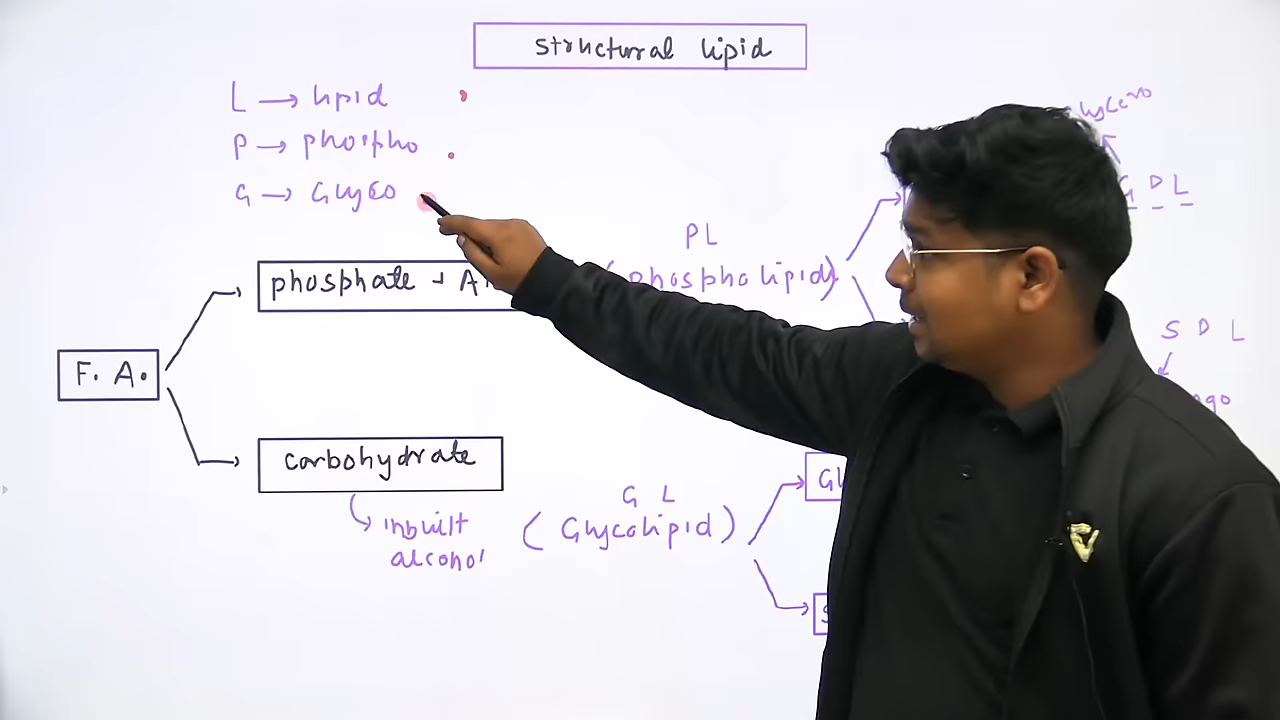 structural lipid
L → lipid
P → phospho
G → Glyco
phosphate + A
PL
(phospholipid)
G D L
F. A.
S D L
carbohydrate
↳ inbuilt
alcohol
G L
(Glycolipid)